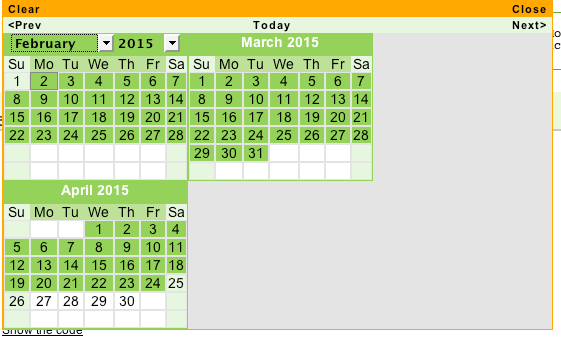 Clear Close
<Prev Today Next>
February 2015 March 2015
Su Mo Tu We Th Fr Sa Su Mo Tu We Th Fr Sa
1 2 3 4 5 6 7 1 2 3 4 5 6 7
8 9 10 11 12 13 14 8 9 10 11 12 13 14
15 16 17 18 19 20 21 15 16 17 18 19 20 21
22 23 24 25 26 27 28 22 23 24 25 26 27 28
29 30 31
April 2015
Su Mo Tu We Th Fr Sa
1 2 3 4
5 6 7 8 9 10 11
12 13 14 15 16 17 18
19 20 21 22 23 24 25
26 27 28 29 30
Show the code